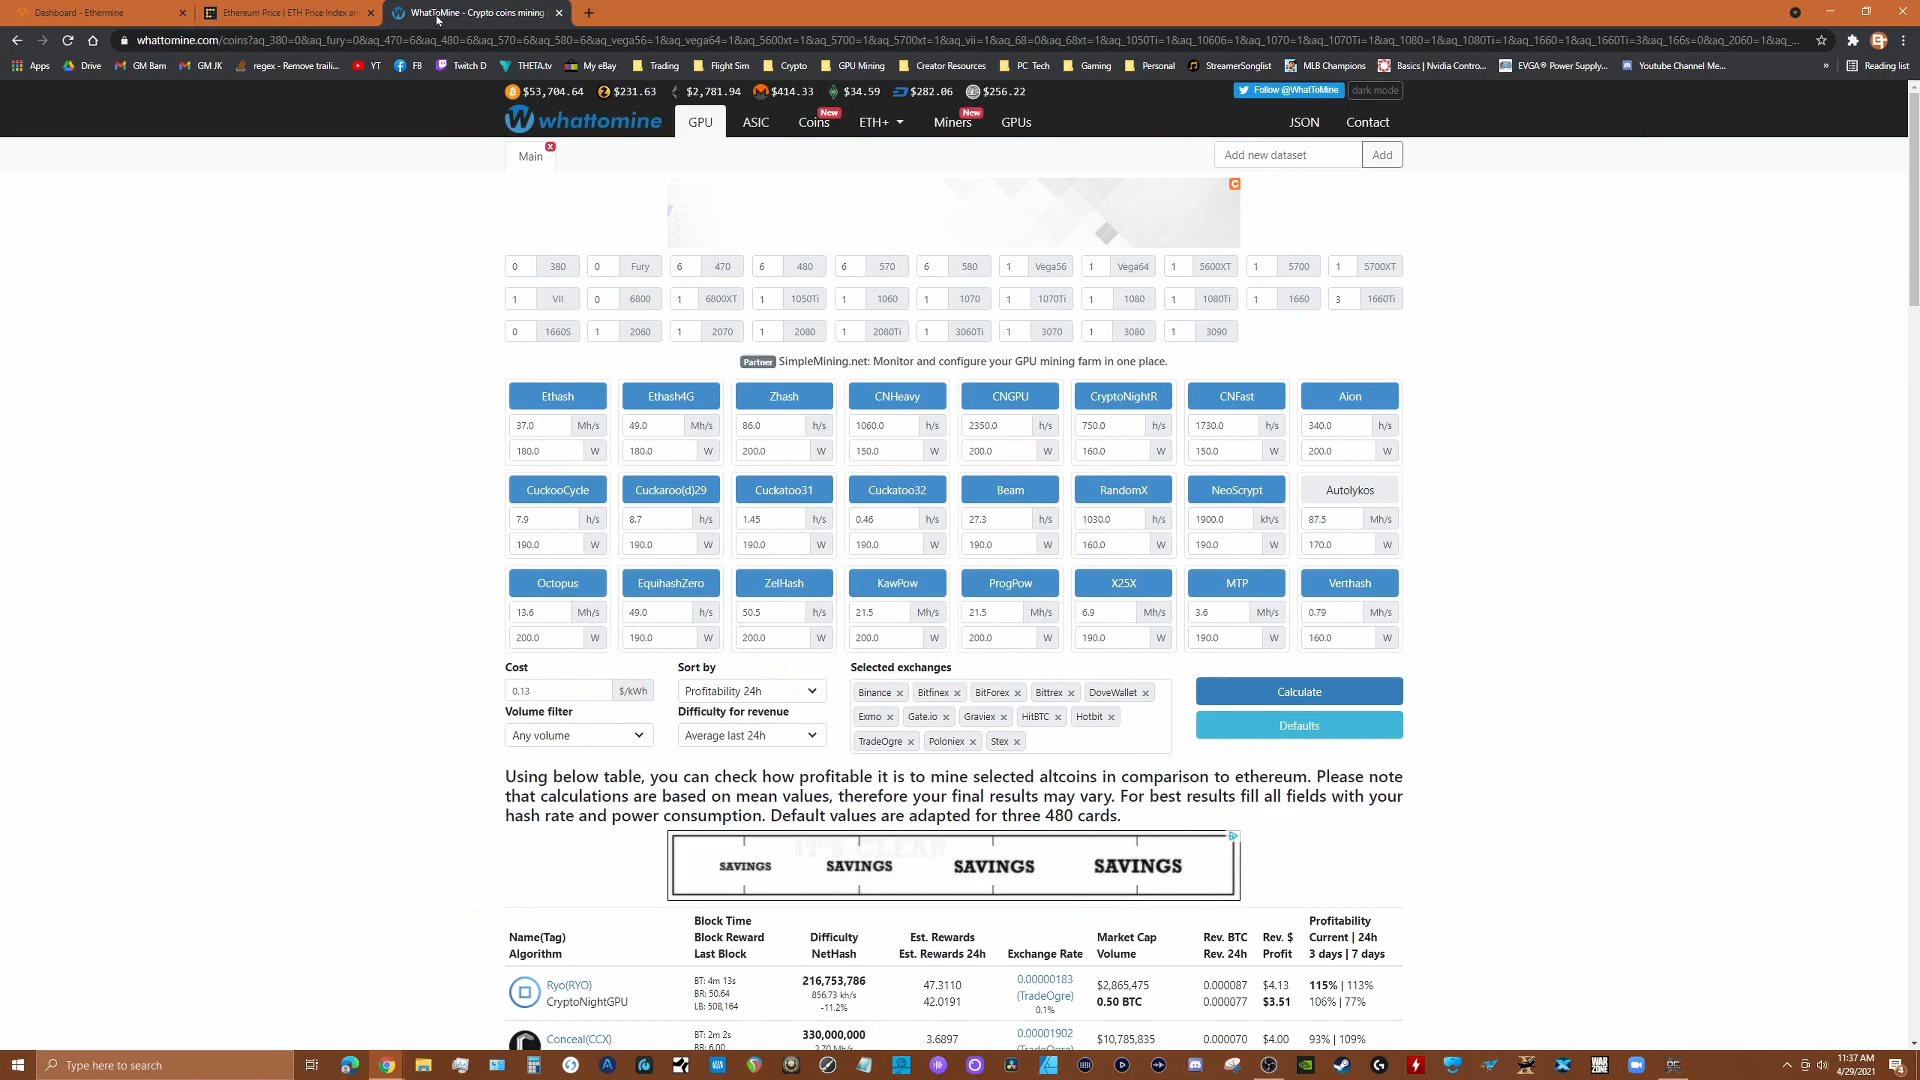 Dashboard - Ethermine
Ethereum Price | ETH Price Index an
WhatToMine - Crypto coins mining
whattomine.com/coins?aq_380=0&aq_fury=0&aq_470=6&aq_480=6&aq_570=6&aq_580=6&aq_vega56=1&aq_vega64=1&aq_5600xt=1&aq_5700=1&aq_5700xt=1&aq_vii=1&aq_68=0&aq_68xt=1&aq_1050Ti=1&aq_10606=1&aq_1070=1&aq_1070Ti=1&aq_1080=1&aq_1080Ti=1&aq_1660=1&aq_1660Ti=3&aq_166s=0&aq_2060=1&aq_...
Apps Drive GM Bam GM JK regex - Remove traili... YT FB Twitch D THETA.tv My eBay Trading Flight Sim Crypto GPU Mining Creator Resources PC Tech Gaming Personal StreamerSonglist MLB Champions Basics | Nvidia Contro... EVGA® Power Supply,... Youtube Channel Me... » Reading list
$53,704.64 $231.63 $2,781.94 $414.33 $34.59 $282.06 $256.22
Follow @WhatToMine dark mode
whattomine GPU ASIC Coins New ETH+ Miners New GPUs JSON Contact
Main x Add new dataset Add
0 380 0 Fury 6 470 6 480 6 570 6 580 1 Vega56 1 Vega64 1 5600XT 1 5700 1 5700XT
1 VII 0 6800 1 6800XT 1 1050Ti 1 1060 1 1070 1 1070Ti 1 1080 1 1080Ti 1 1660 3 1660Ti
0 1660S 1 2060 1 2070 1 2080 1 2080Ti 1 3060Ti 1 3070 1 3080 1 3090
Partner SimpleMining.net: Monitor and configure your GPU mining farm in one place.
Ethash Ethash4G Zhash CNHeavy CNGPU CryptoNightR CNFast Aion
37.0 Mh/s 49.0 Mh/s 86.0 h/s 1060.0 h/s 2350.0 h/s 750.0 h/s 1730.0 h/s 340.0 h/s
180.0 W 180.0 W 200.0 W 150.0 W 200.0 W 160.0 W 150.0 W 200.0 W
CuckooCycle Cuckaroo(d)29 Cuckatoo31 Cuckatoo32 Beam RandomX NeoScrypt Autolykos
7.9 h/s 8.7 h/s 1.45 h/s 0.46 h/s 27.3 h/s 1030.0 h/s 1900.0 kh/s 87.5 Mh/s
190.0 W 190.0 W 190.0 W 190.0 W 190.0 W 160.0 W 190.0 W 170.0 W
Octopus EquihashZero ZelHash KawPow ProgPow X25X MTP Verthash
13.6 Mh/s 49.0 h/s 50.5 h/s 21.5 Mh/s 21.5 Mh/s 6.9 Mh/s 3.6 Mh/s 0.79 Mh/s
200.0 W 190.0 W 200.0 W 200.0 W 200.0 W 190.0 W 190.0 W 160.0 W
Cost Sort by Selected exchanges
0.13 $/kWh Profitability 24h Binance × Bitfinex × BitForex × Bittrex × DoveWallet × Calculate
Volume filter Difficulty for revenue Exmo × Gate.io × Graviex × HitBTC × Hotbit × Defaults
Any volume Average last 24h TradeOgre × Poloniex × Stex ×
Using below table, you can check how profitable it is to mine selected altcoins in comparison to ethereum. Please note
that calculations are based on mean values, therefore your final results may vary. For best results fill all fields with your
hash rate and power consumption. Default values are adapted for three 480 cards.
IT'S CLEAR
SAVINGS SAVINGS SAVINGS SAVINGS
Name(Tag) Algorithm
Block Time Block Reward Last Block
Difficulty NetHash
Est. Rewards Est. Rewards 24h
Exchange Rate
Market Cap Volume
Rev. BTC Rev. 24h
Rev. $ Profit
Profitability Current | 24h 3 days | 7 days
Ryo(RYO) BT: 4m 13s 216,753,786 47.3110 0.00000183 $2,865,475 0.000087 $4.13 115% | 113%
CryptoNightGPU BR: 50.64 856.73 kh/s 42.0191 (TradeOgre) 0.50 BTC 0.000077 $3.51 106% | 77%
LB: 508,164 -11.2% 0.1%
Conceal(CCX) BT: 2m 2s 330,000,000 3.6897 0.00001902 $10,785,835 0.000070 $4.00 93% | 109%
BR: 6.00 2.70 Mh/s
Type here to search
WAR ZONE
11:37 AM
4/29/2021
4